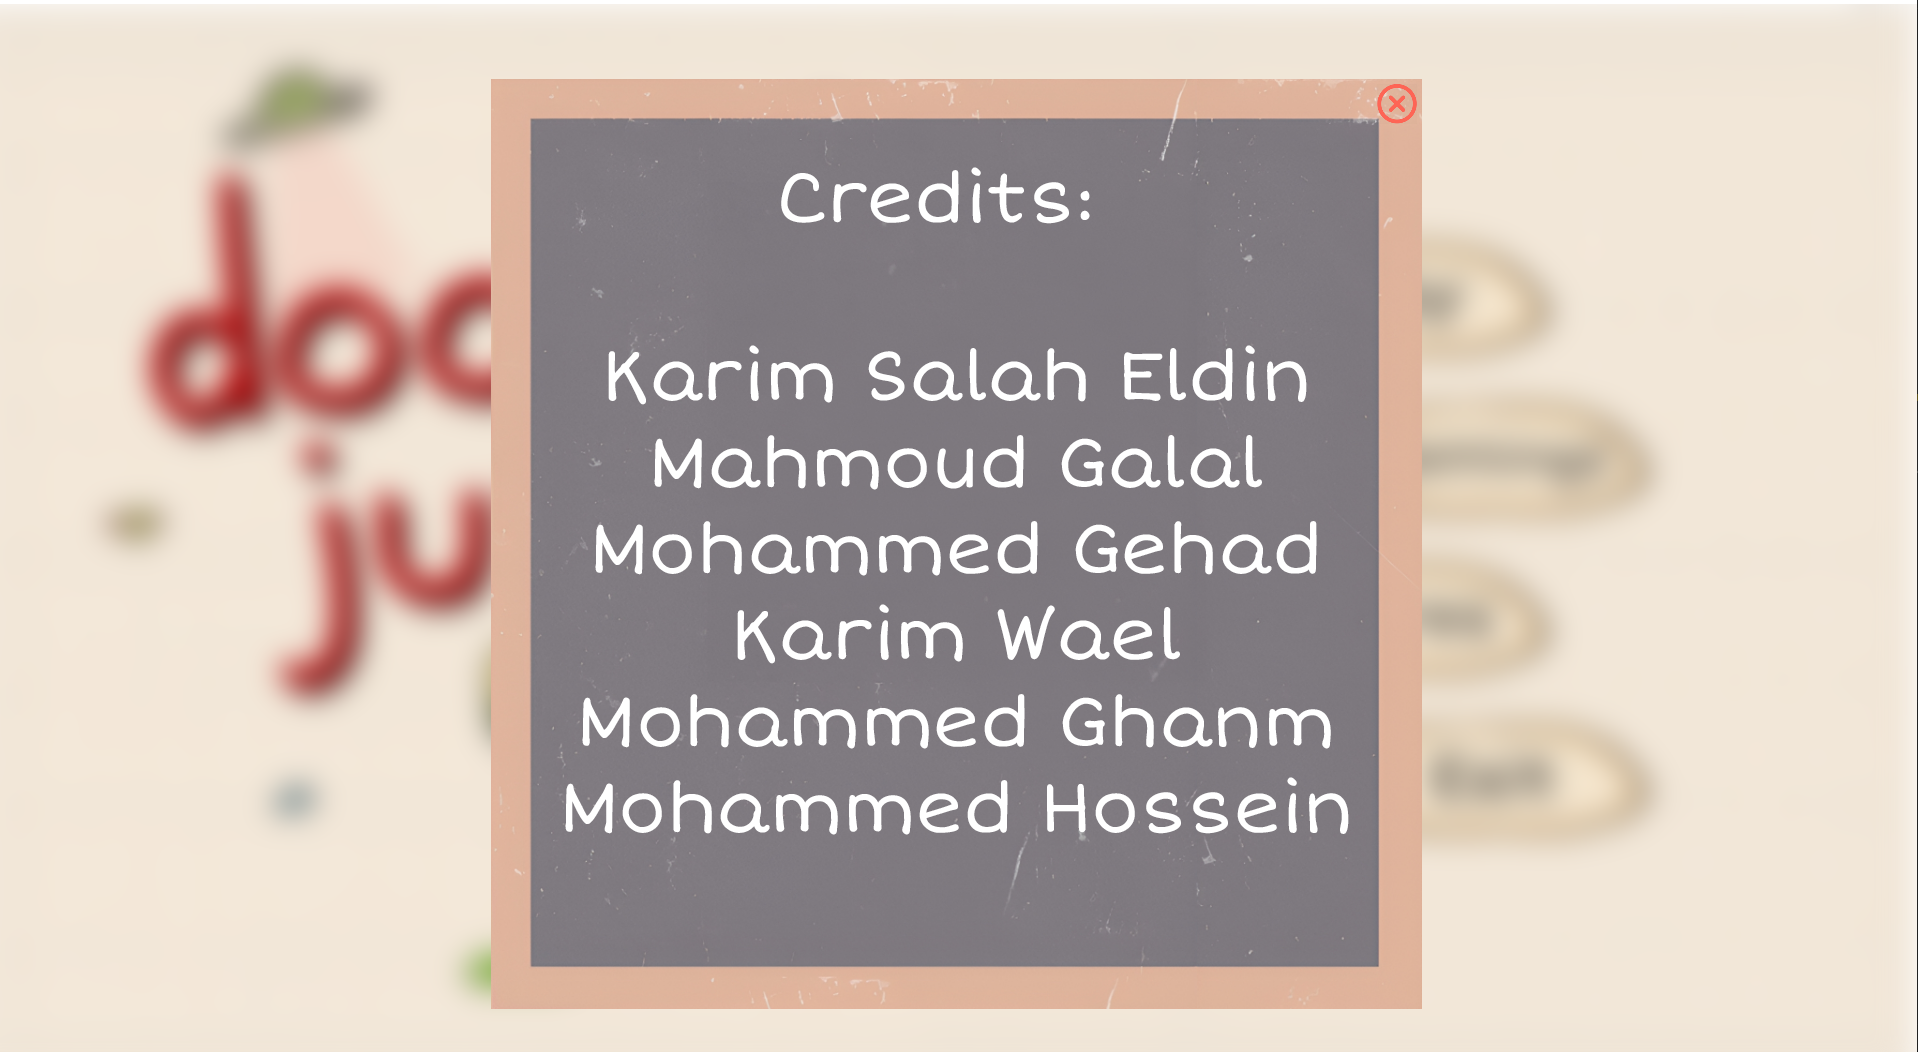 Credits:
Karim Salah Eldin
Mahmoud Galal
Mohammed Gehad
Karim Wael
Mohammed Ghanm
Mohammed Hossein